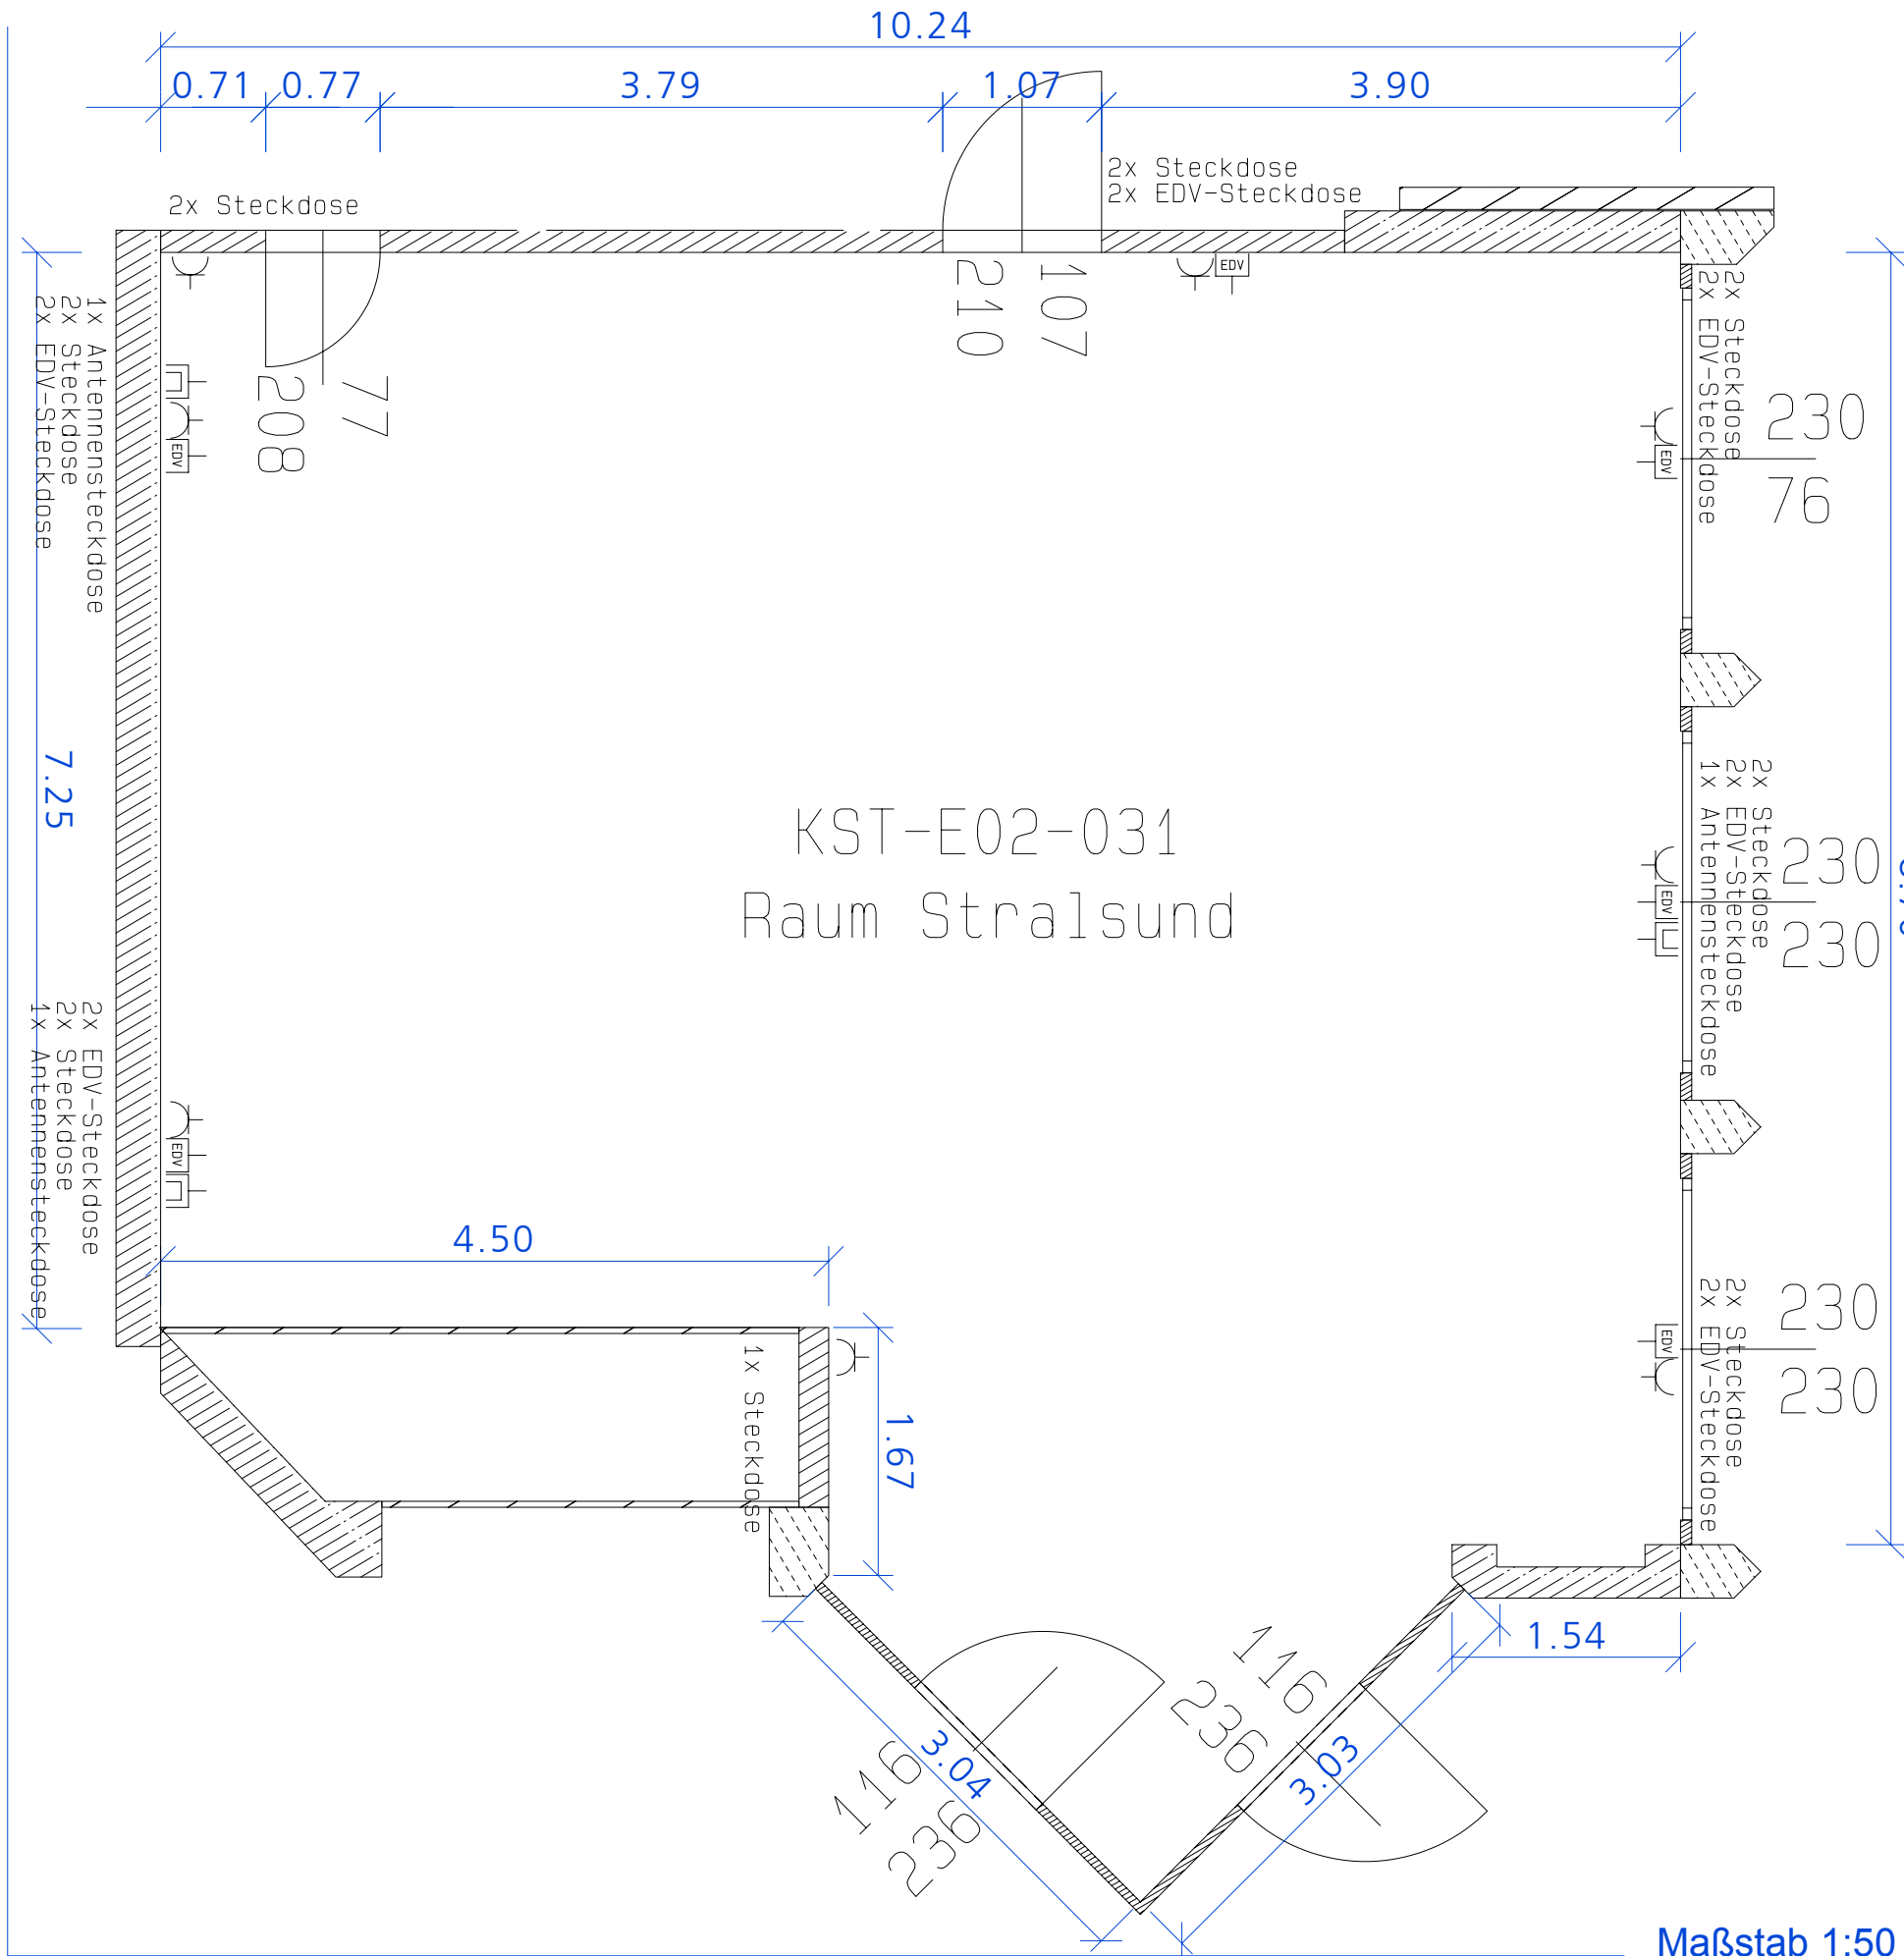 10.24
0.71 0.77 3.79 1.07 3.90
2x Steckdose
2x EDV-Steckdose
2x Steckdose
EDV
107
210
77
208
1x Antennensteckdose
2x Steckdose
2x EDV-Steckdose
EDV
2x Steckdose
2x EDV-Steckdose
EDV
230
76
7.25
KST-E02-031
Raum Stralsund
2x Steckdose
2x EDV-Steckdose
1x Antennensteckdose
EDV
230
230
2x EDV-Steckdose
2x Steckdose
1x Antennensteckdose
EDV
4.50
1x Steckdose
1.67
2x Steckdose
2x EDV-Steckdose
EDV
230
230
1.54
116
236
3.03
3.04
116
236
Maßstab 1:50